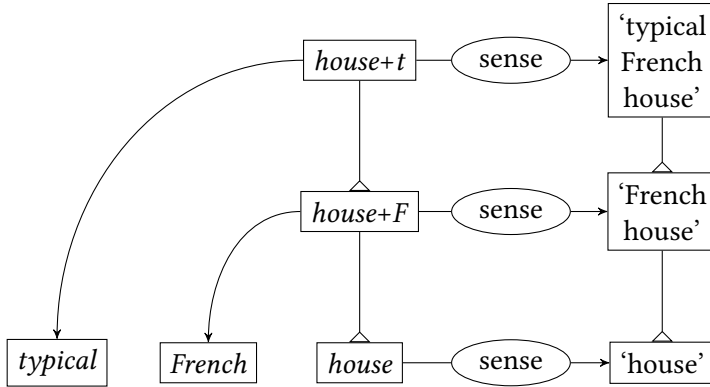 house+t
sense
‘typical
French
house’
house+F
sense
‘French
house’
typical
French
house
sense
‘house’